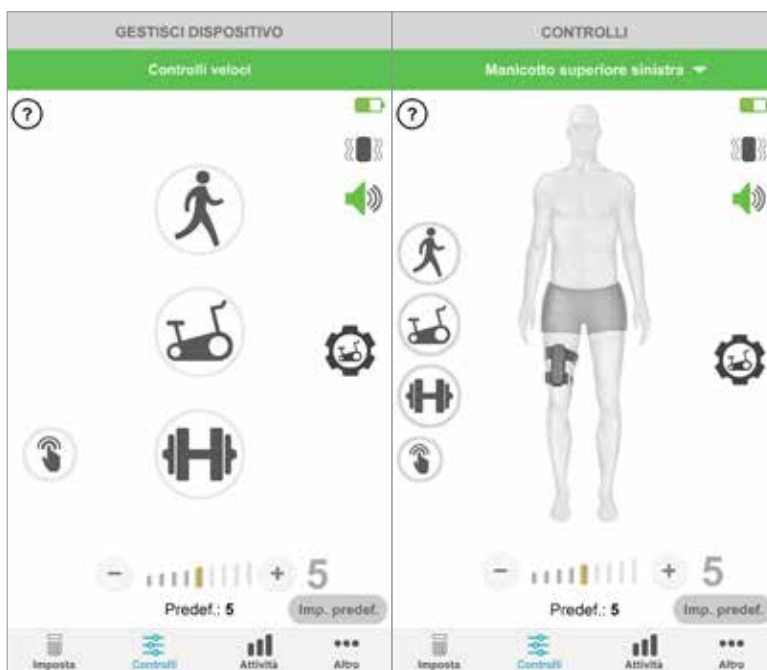 GESTISCI DISPOSITIVO
Controlli veloci
?
5
Predef.: 5
Imp. predef.
Imposta
Controlli
Attività
Altro
CONTROLLI
Manicotto superiore sinistra
?
5
Predef.: 5
Imp. predef.
Imposta
Controlli
Attività
Altro